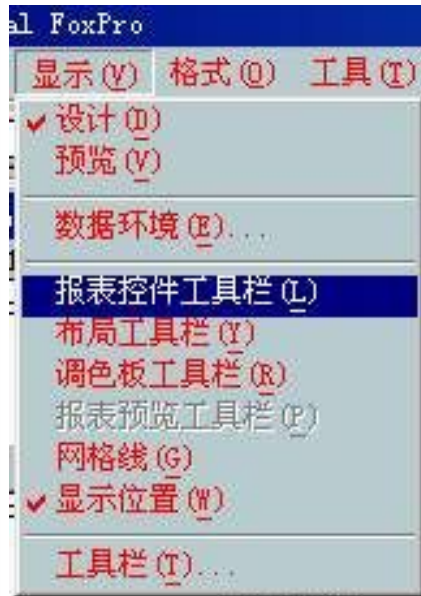 al FoxPro
显示(V) 格式(O) 工具(T)
✓设计(D)
预览(V)
数据环境(E)...
报表控件工具栏(L)
布局工具栏(Y)
调色板工具栏(R)
报表预览工具栏(P)
网格线(G)
✓显示位置(W)
工具栏(T)...